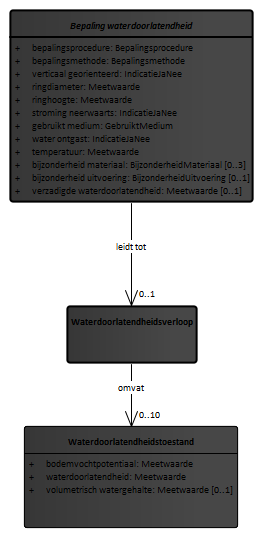 Bepaling waterdoorlatendheid
+ bepalingsprocedure: Bepalingsprocedure
+ bepalingsmethode: Bepalingsmethode
+ verticaal georienteerd: IndicatieJaNee
+ ringdiameter: Meetwaarde
+ ringhoogte: Meetwaarde
+ stroming neerwaarts: IndicatieJaNee
+ gebruikt medium: GebruiktMedium
+ water ontgast: IndicatieJaNee
+ temperatuur: Meetwaarde
+ bijzonderheid materiaal: BijzonderheidMateriaal [0..3]
+ bijzonderheid uitvoering: BijzonderheidUitvoering [0..1]
+ verzadigde waterdoorlatendheid: Meetwaarde [0..1]
leidt tot
0..1
Waterdoorlatendheidsverloop
omvat
0..10
Waterdoorlatendheidstoestand
+ bodemvochtpotentiaal: Meetwaarde
+ waterdoorlatendheid: Meetwaarde
+ volumetrisch watergehalte: Meetwaarde [0..1]